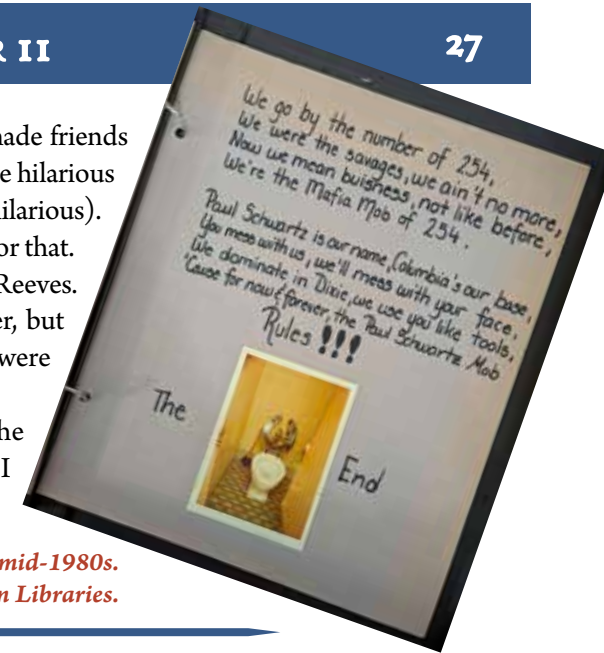 R II
27
made friends
e hilarious
hilarious).
or that.
Reeves.
er, but
were
he
I
mid-1980s.
n Libraries.
We go by the number of 254,
We were the savages, we ain't no more,
Now we mean buisness, not like before,
We're the Mafia Mob of 254.
Paul Schwartz is our name, Columbia's our base,
You mess with us, we'll mess with your face,
We dominate in Dixie, we use you like tools,
'Cause for now & forever, the Paul Schwartz Mob
Rules !!!
The
End